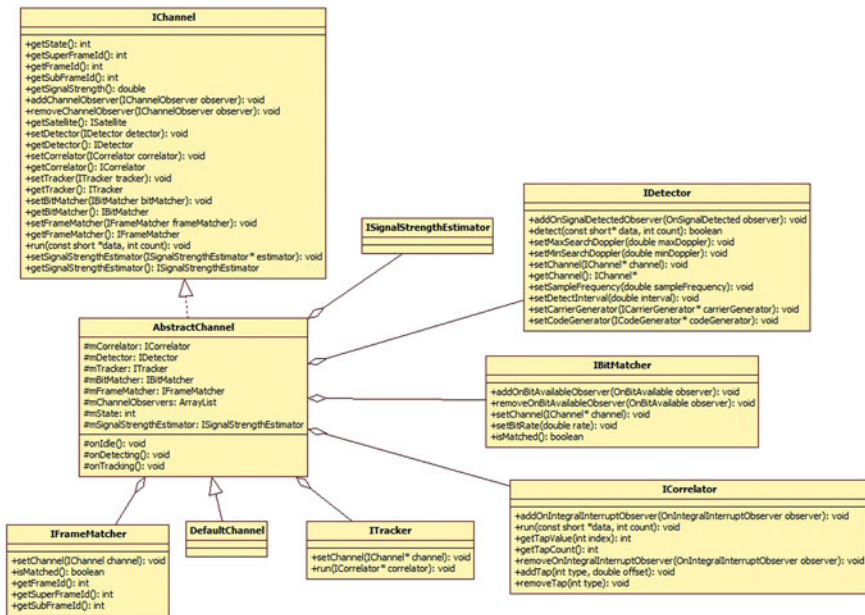 IChannel
+getState(): int
+getSuperFrameId(): int
+getFrameId(): int
+getSubFrameId(): int
+getSignalStrength(): double
+addChannelObserver(IChannelObserver observer): void
+removeChannelObserver(IChannelObserver observer): void
+getSatellite(): ISatellite
+setDetector(IDetector detector): void
+getDetector(): IDetector
+setCorrelator(ICorrelator correlator): void
+getCorrelator(): ICorrelator
+setTracker(ITracker tracker): void
+getTracker(): ITracker
+setBitMatcher(IBitMatcher bitMatcher): void
+getBitMatcher(): IBitMatcher
+setFrameMatcher(IFrameMatcher frameMatcher): void
+getFrameMatcher(): IFrameMatcher
+run(const short *data, int count): void
+setSignalStrengthEstimator(ISignalStrengthEstimator* estimator): void
+getSignalStrengthEstimator(): ISignalStrengthEstimator
ISignalStrengthEstimator
IDetector
+addOnSignalDetectedObserver(OnSignalDetected observer): void
+detect(const short* data, int count): boolean
+setMaxSearchDoppler(double maxDoppler): void
+setMinSearchDoppler(double minDoppler): void
+setChannel(IChannel* channel): void
+getChannel(): IChannel*
+setSampleFrequency(double sampleFrequency): void
+setDetectInterval(double interval): void
+setCarrierGenerator(ICarrierGenerator* carrierGenerator): void
+setCodeGenerator(ICodeGenerator* codeGenerator): void
AbstractChannel
#mCorrelator: ICorrelator
#mDetector: IDetector
#mTracker: ITracker
#mBitMatcher: IBitMatcher
#mFrameMatcher: IFrameMatcher
#mChannelObservers: ArrayList
#mState: int
#mSignalStrengthEstimator: ISignalStrengthEstimator
#onIdle(): void
#onDetecting(): void
#onTracking(): void
IBitMatcher
+addOnBitAvailableObserver(OnBitAvailable observer): void
+removeOnBitAvailableObserver(OnBitAvailable observer): void
+setChannel(IChannel* channel): void
+setBitRate(double rate): void
+isMatched(): boolean
ICorrelator
+addOnIntegralInterruptObserver(OnIntegralInterruptObserver observer): void
+run(const short *data, int count): void
+getTapValue(int index): int
+getTapCount(): int
+removeOnIntegralInterruptObserver(OnIntegralInterruptObserver observer): void
+addTap(int type, double offset): void
+removeTap(int type): void
IFrameMatcher
+setChannel(IChannel channel): void
+isMatched(): boolean
+getFrameId(): int
+getSuperFrameId(): int
+getSubFrameId(): int
DefaultChannel
ITracker
+setChannel(IChannel* channel): void
+run(ICorrelator* correlator): void